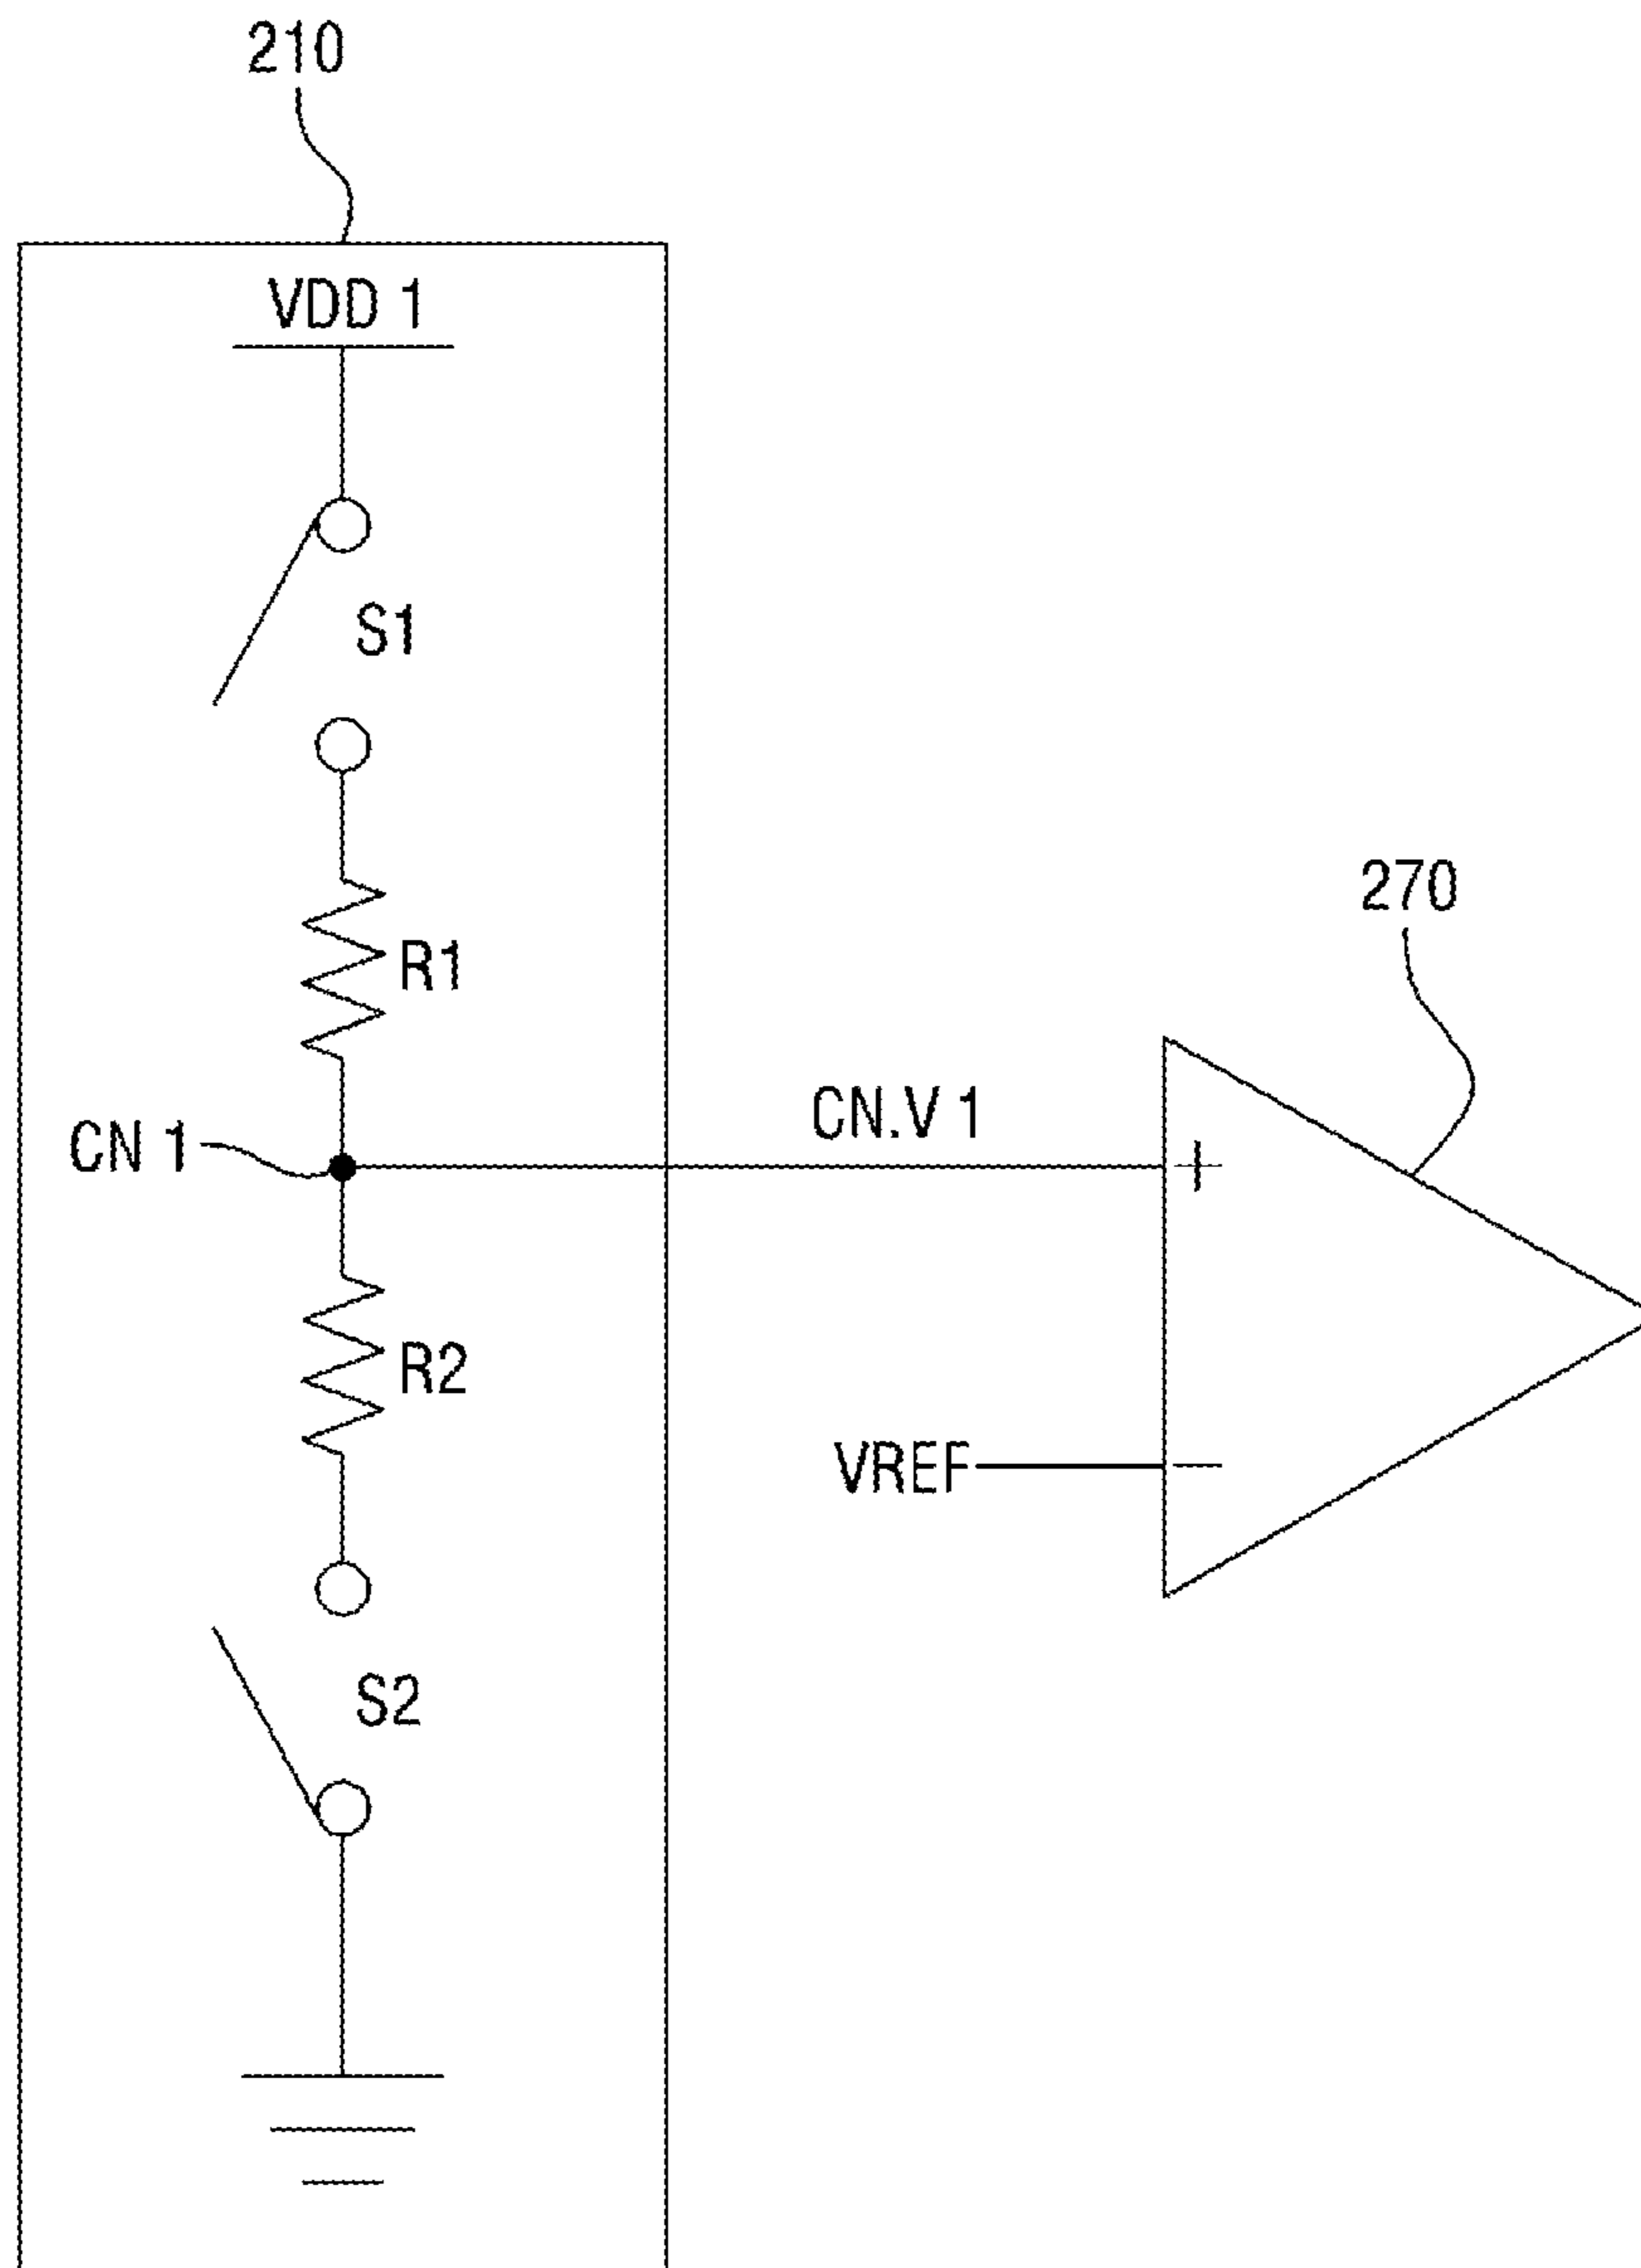 210
VDD 1
S1
R1
270
CN 1
CN.V 1
+
R2
VREF
−
S2